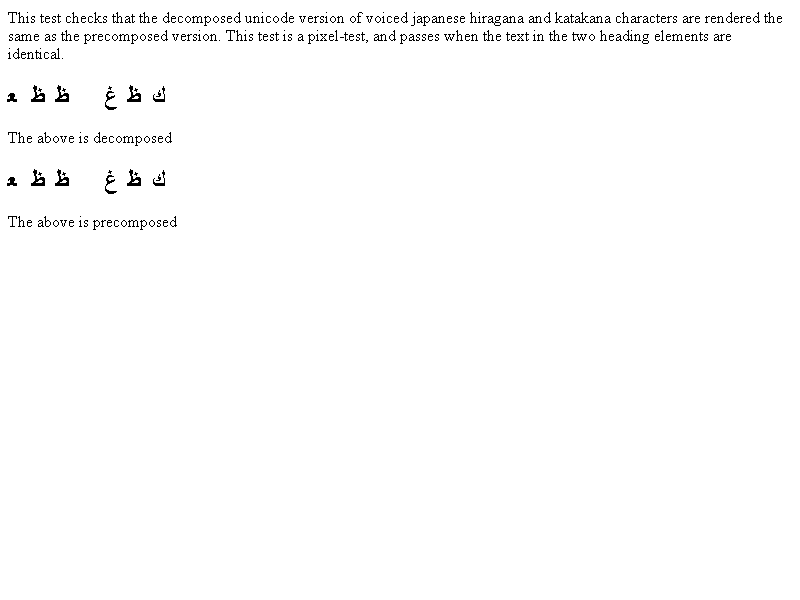 This test checks that the decomposed unicode version of voiced japanese hiragana and katakana characters are rendered the
same as the precomposed version. This test is a pixel-test, and passes when the text in the two heading elements are
identical.
ظ ظ غ ظ ك
The above is decomposed
ظ ظ غ ظ ك
The above is precomposed